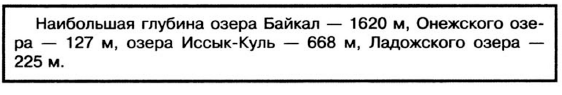 Наибольшая глубина озера Байкал — 1620 м, Онежского озе-
ра — 127 м, озера Иссык-Куль — 668 м, Ладожского озера —
225 м.